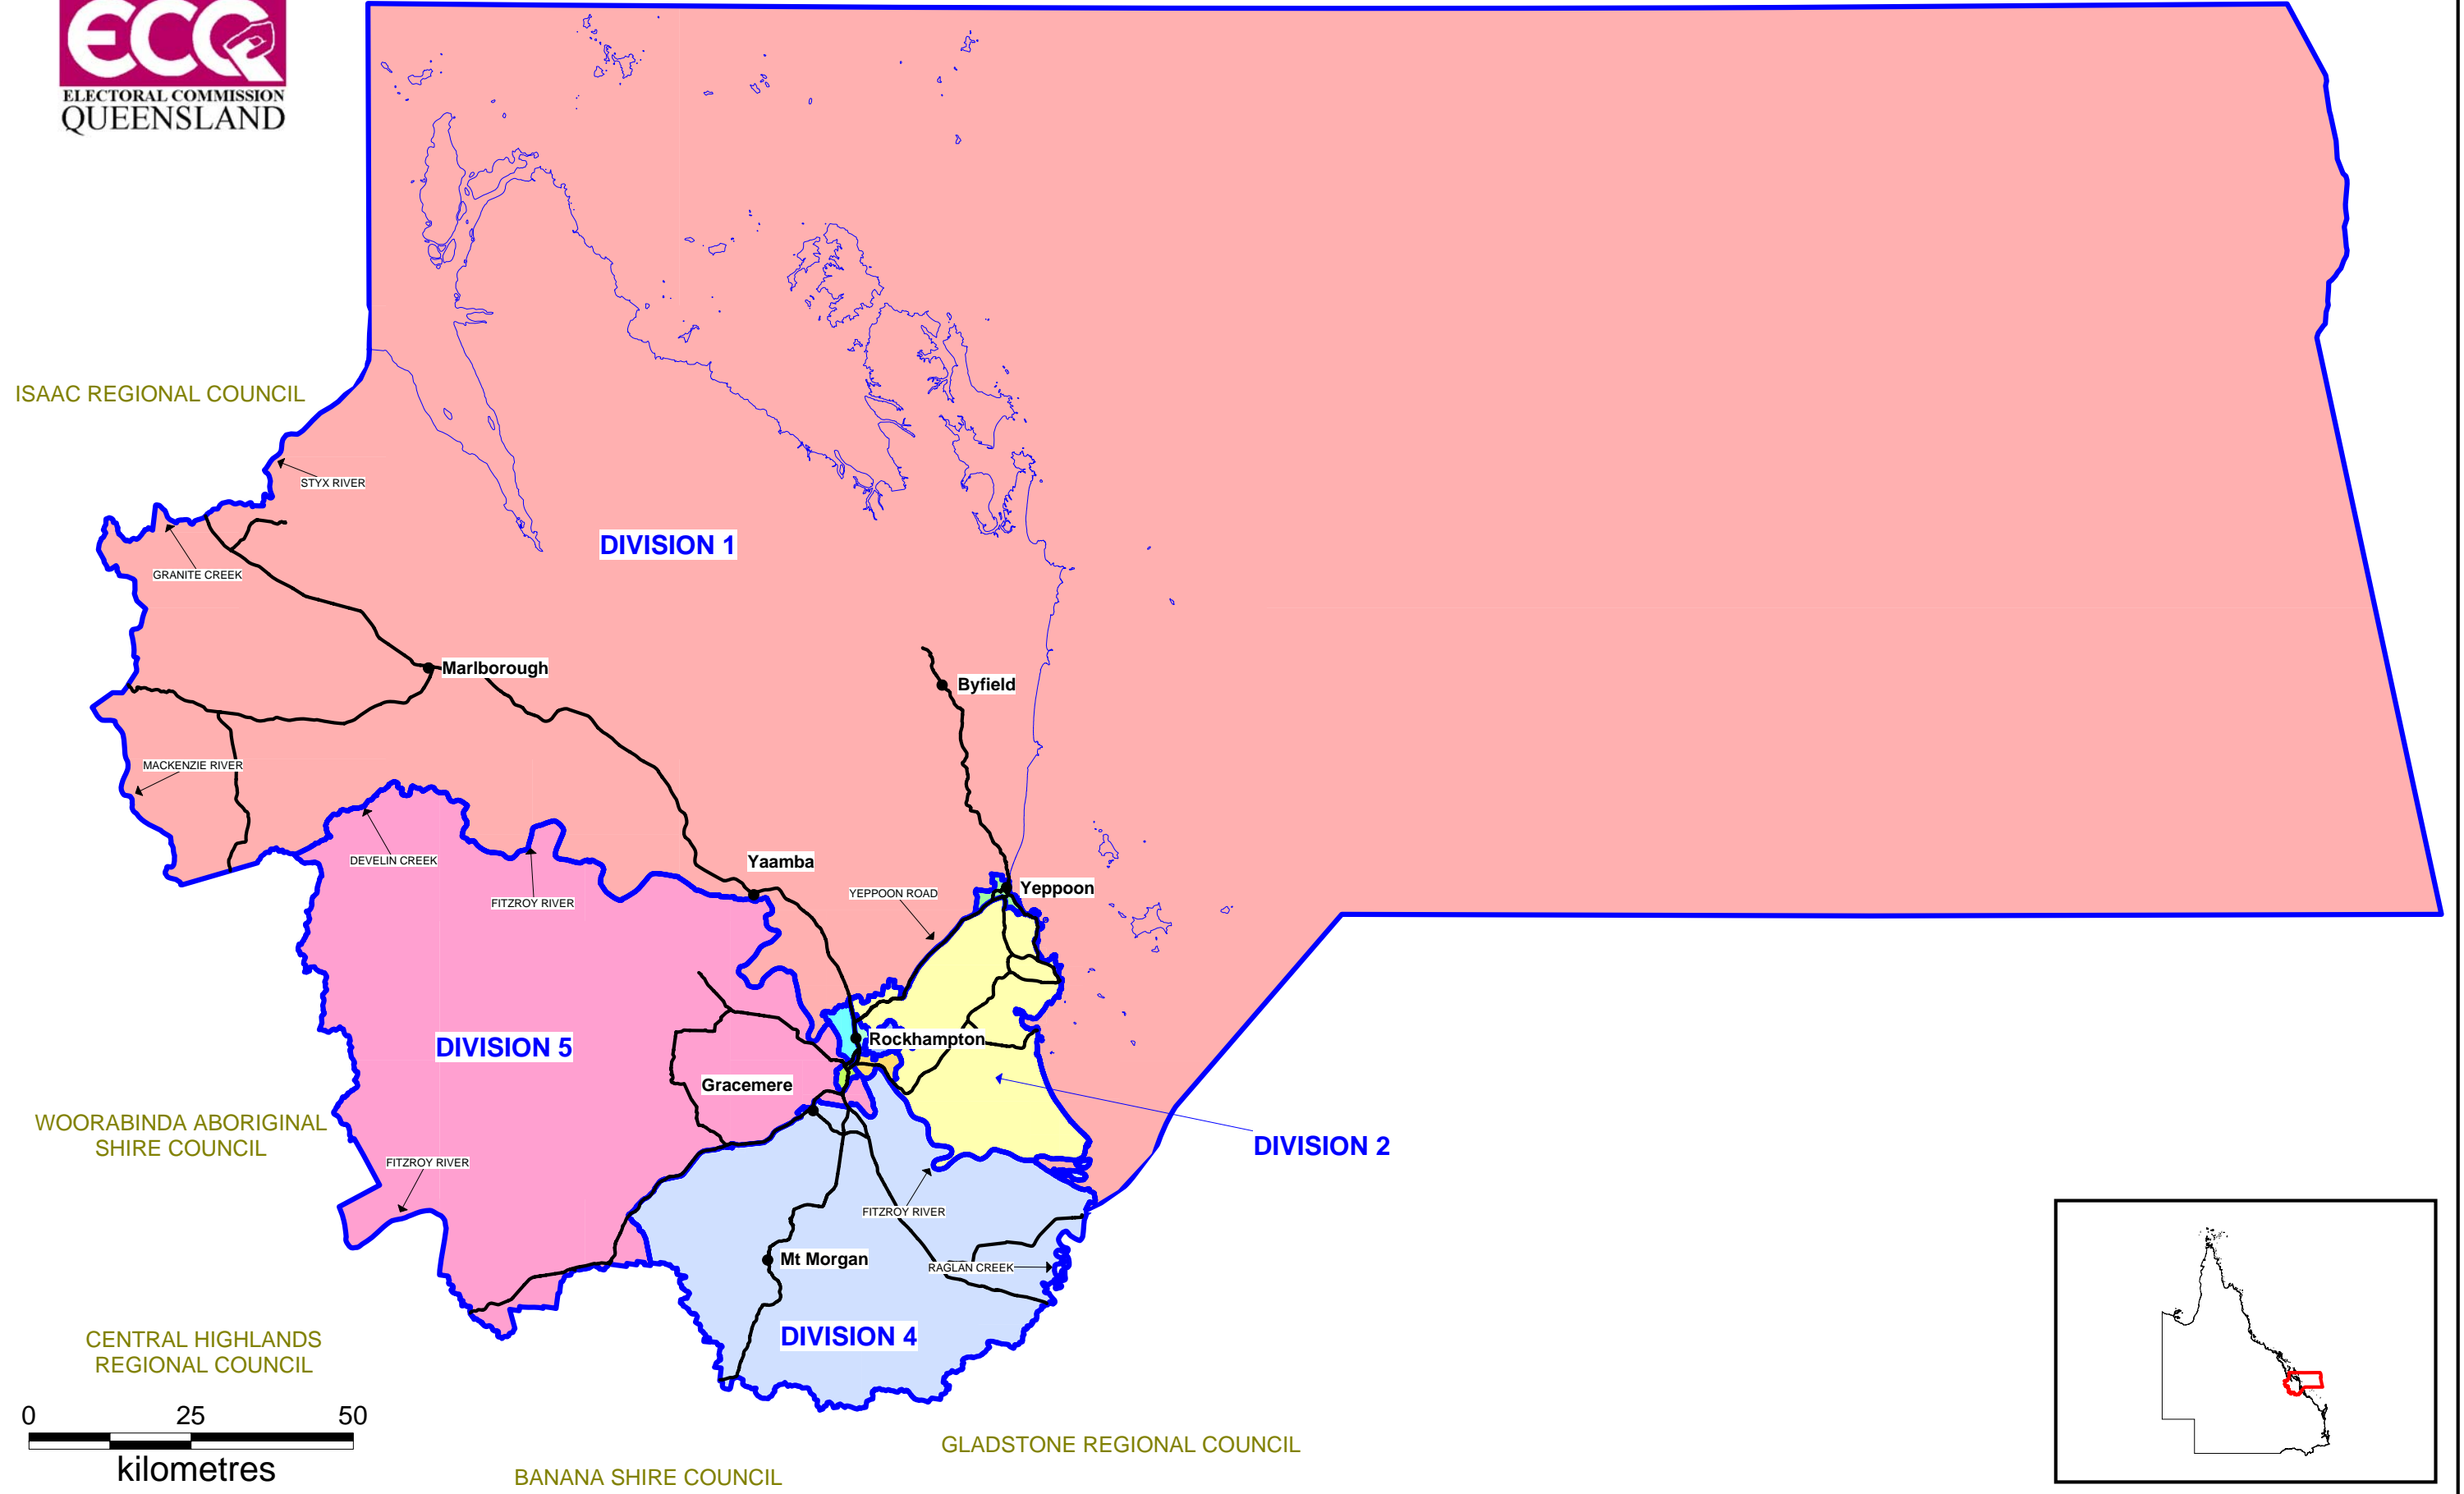 ECQ
ELECTORAL COMMISSION
QUEENSLAND
ISAAC REGIONAL COUNCIL
STYX RIVER
DIVISION 1
GRANITE CREEK
Marlborough
Byfield
MACKENZIE RIVER
DEVELIN CREEK
Yaamba
FITZROY RIVER
YEPPOON ROAD
Yeppoon
DIVISION 5
Rockhampton
Gracemere
WOORABINDA ABORIGINAL
SHIRE COUNCIL
DIVISION 2
FITZROY RIVER
FITZROY RIVER
Mt Morgan
RAGLAN CREEK
DIVISION 4
CENTRAL HIGHLANDS
REGIONAL COUNCIL
0 25 50
kilometres
GLADSTONE REGIONAL COUNCIL
BANANA SHIRE COUNCIL